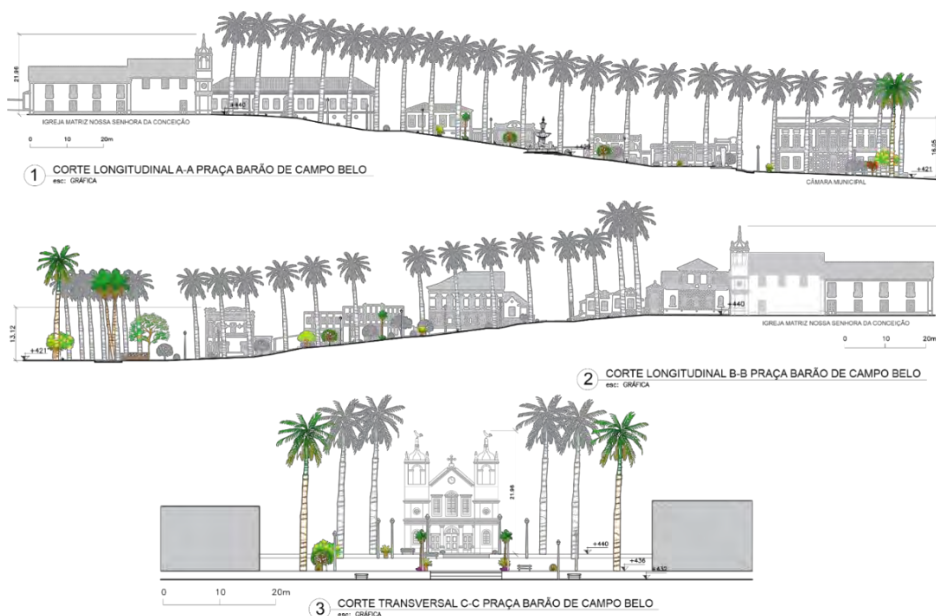 21,98
+440
IGREJA MATRIZ NOSSA SENHORA DA CONCEIÇÃO
0 10 20m
16,05
+421
CÂMARA MUNICIPAL
1 CORTE LONGITUDINAL A-A PRAÇA BARÃO DE CAMPO BELO
esc: GRÁFICA
13,12
+421
+440
IGREJA MATRIZ NOSSA SENHORA DA CONCEIÇÃO
0 10 20m
2 CORTE LONGITUDINAL B-B PRAÇA BARÃO DE CAMPO BELO
esc: GRÁFICA
21,98
+440
+436
0 10 20m
3 CORTE TRANSVERSAL C-C PRAÇA BARÃO DE CAMPO BELO
esc: GRÁFICA